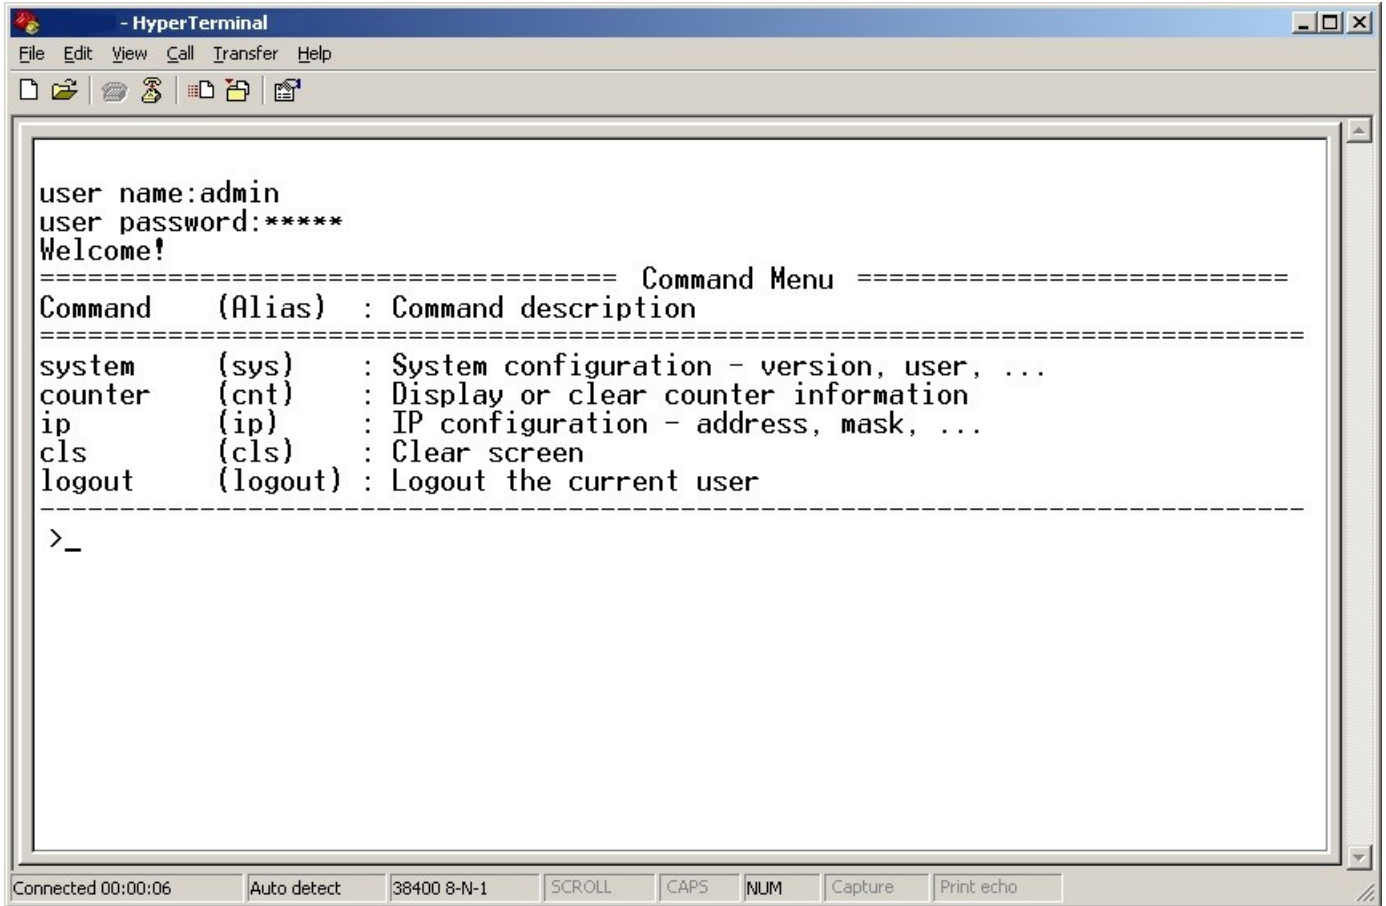 - HyperTerminal
File Edit View Call Transfer Help
user name:admin
user password:*****
Welcome!
==================================== Command Menu ===========================
Command    (Alias)  : Command description
===============================================================================
system     (sys)    : System configuration - version, user, ...
counter    (cnt)    : Display or clear counter information
ip         (ip)     : IP configuration - address, mask, ...
cls        (cls)    : Clear screen
logout     (logout) : Logout the current user
-------------------------------------------------------------------------------
>_
Connected 00:00:06 Auto detect 38400 8-N-1 SCROLL CAPS NUM Capture Print echo